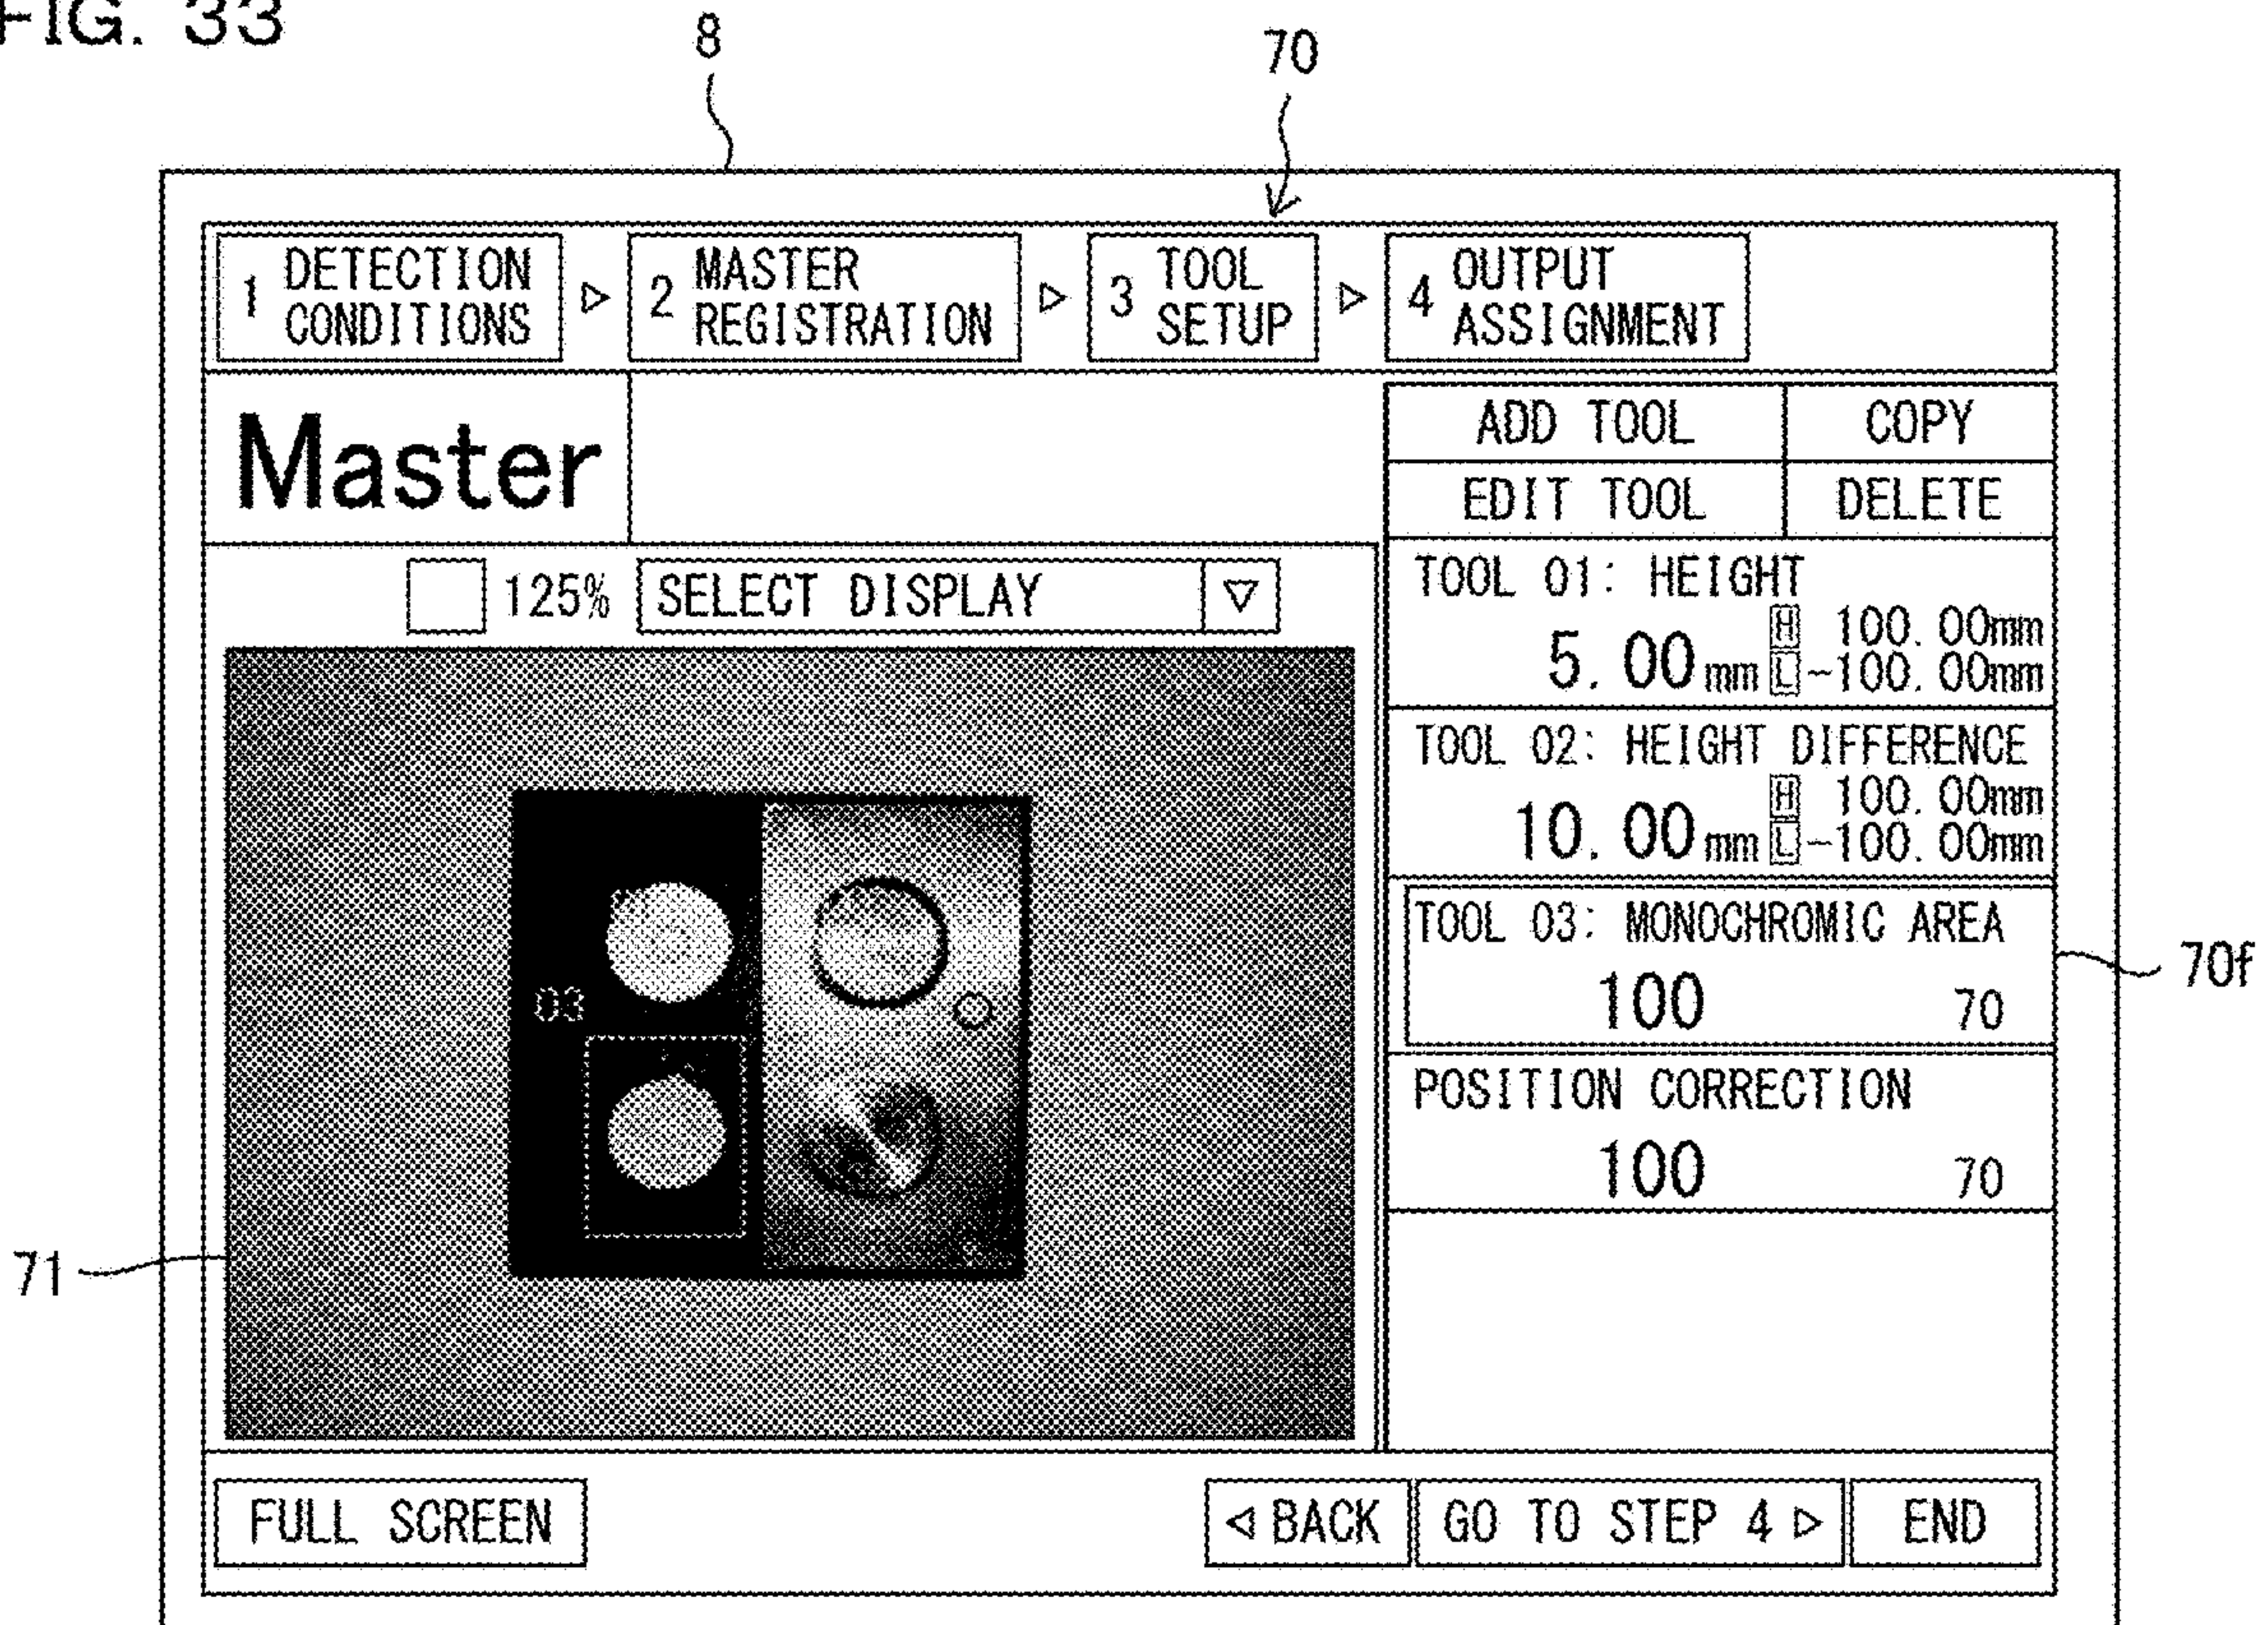 FIG. 33
8
70
1 DETECTION CONDITIONS ▷ 2 MASTER REGISTRATION ▷ 3 TOOL SETUP ▷ 4 OUTPUT ASSIGNMENT
Master
ADD TOOL COPY
EDIT TOOL DELETE
125% SELECT DISPLAY ▽
TOOL 01: HEIGHT
H 100.00mm
5.00mm L -100.00mm
TOOL 02: HEIGHT DIFFERENCE
H 100.00mm
10.00mm L -100.00mm
TOOL 03: MONOCHROMIC AREA
100 70
70f
03
POSITION CORRECTION
100 70
71
FULL SCREEN
◁ BACK
GO TO STEP 4 ▷
END